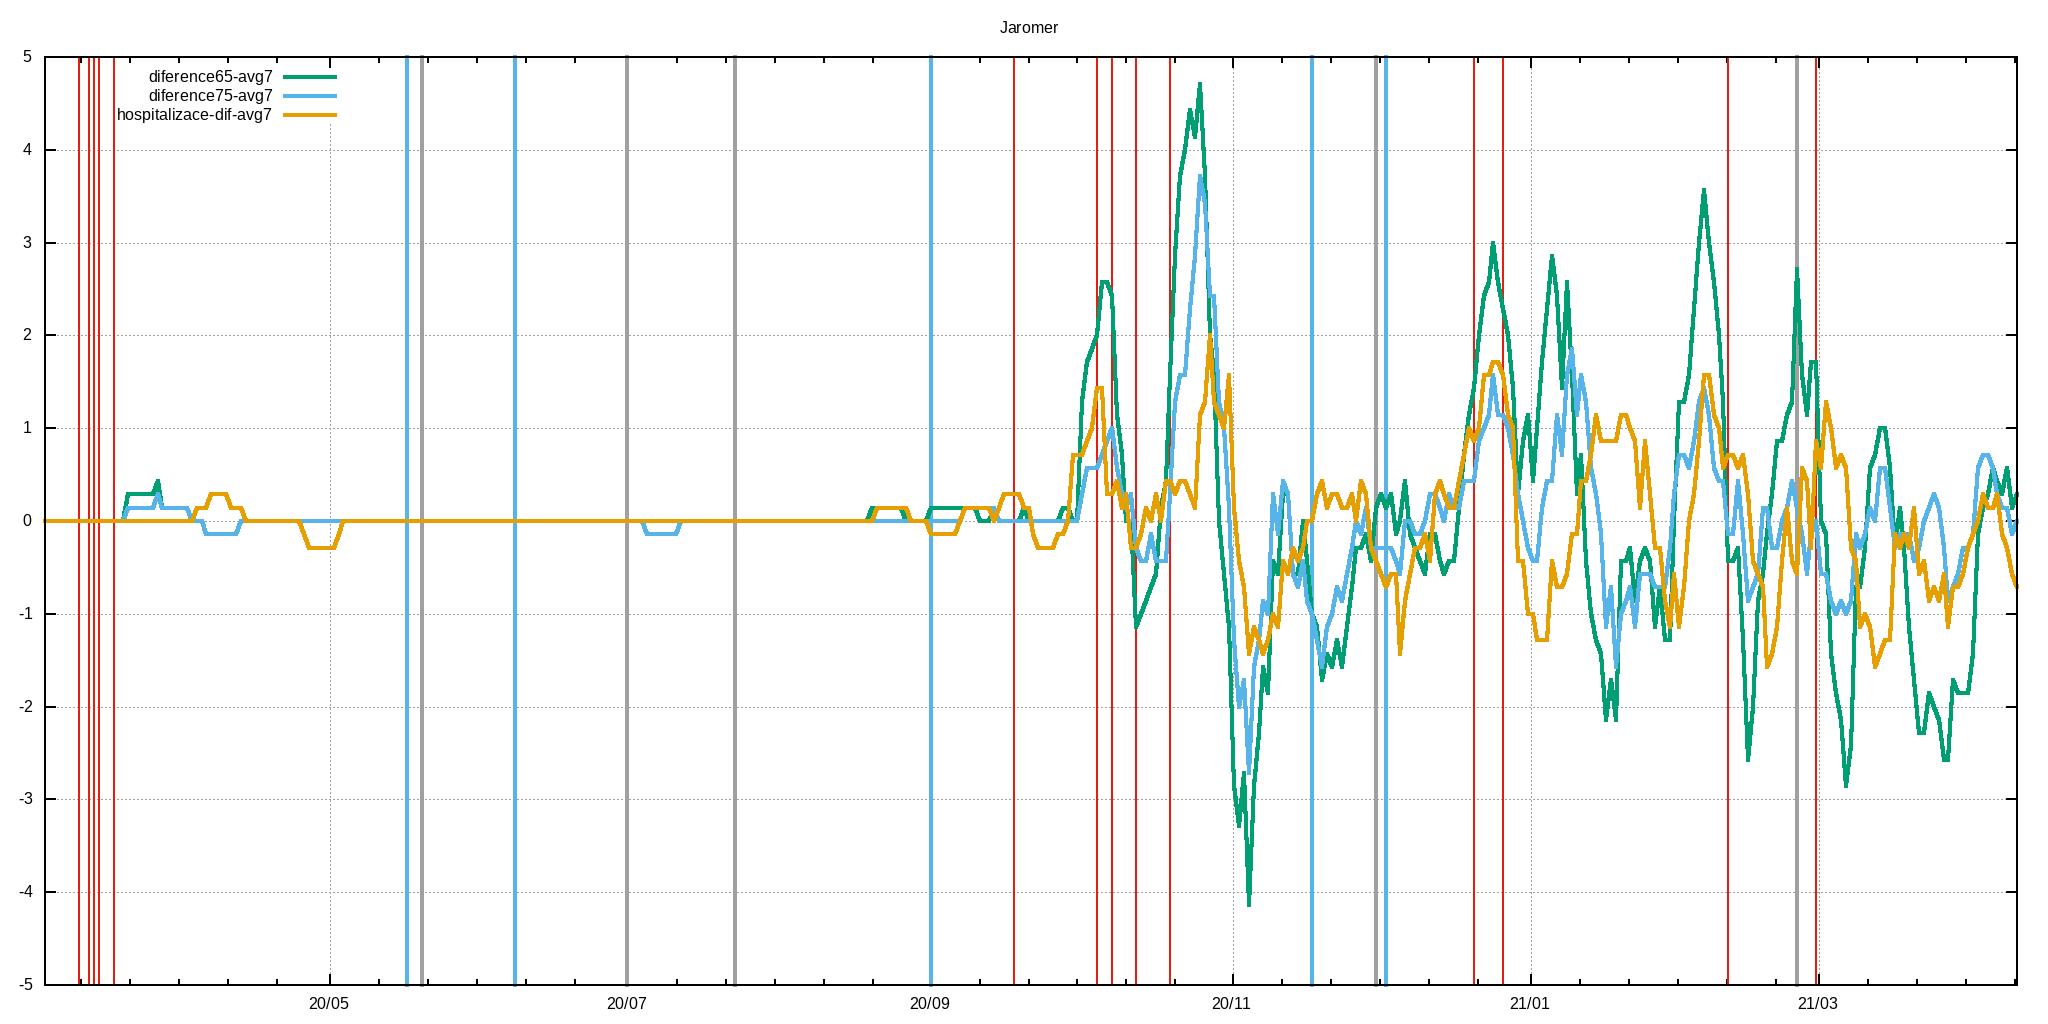 Jaromer
diference65-avg7
diference75-avg7
hospitalizace-dif-avg7
5
4
3
2
1
0
-1
-2
-3
-4
-5
20/05 20/07 20/09 20/11 21/01 21/03